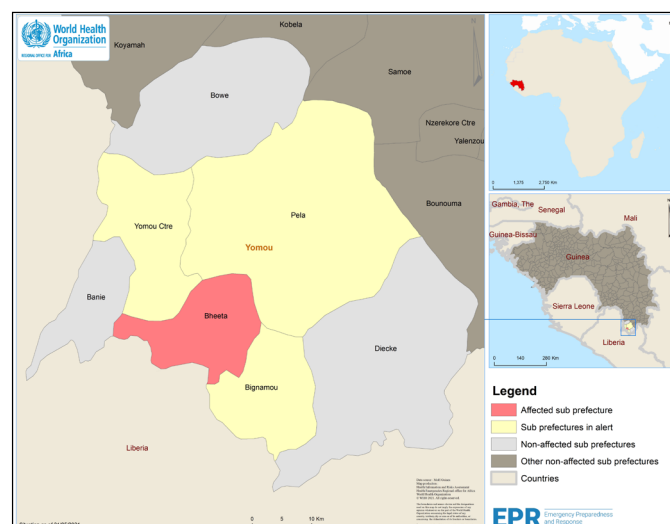 World Health
Organization
REGIONAL OFFICE FOR Africa
Kobela
Koyamah
Samoe
Bowe
Nzerekore Ctre
Yalenzou
Bounouma
Yomou Ctre
Pela
Yomou
Banie
Bheeta
Diecke
Bignamou
Liberia
0 5 10 Km
0 1,375 2,750 Km
Gambia, The
Senegal
Mali
Guinea-Bissau
Guinea
Sierra Leone
Liberia
0 140 280 Km
Legend
Affected sub prefecture
Sub prefectures in alert
Non-affected sub prefectures
Other non-affected sub prefectures
Countries
EPR Emergency Preparedness
and Response